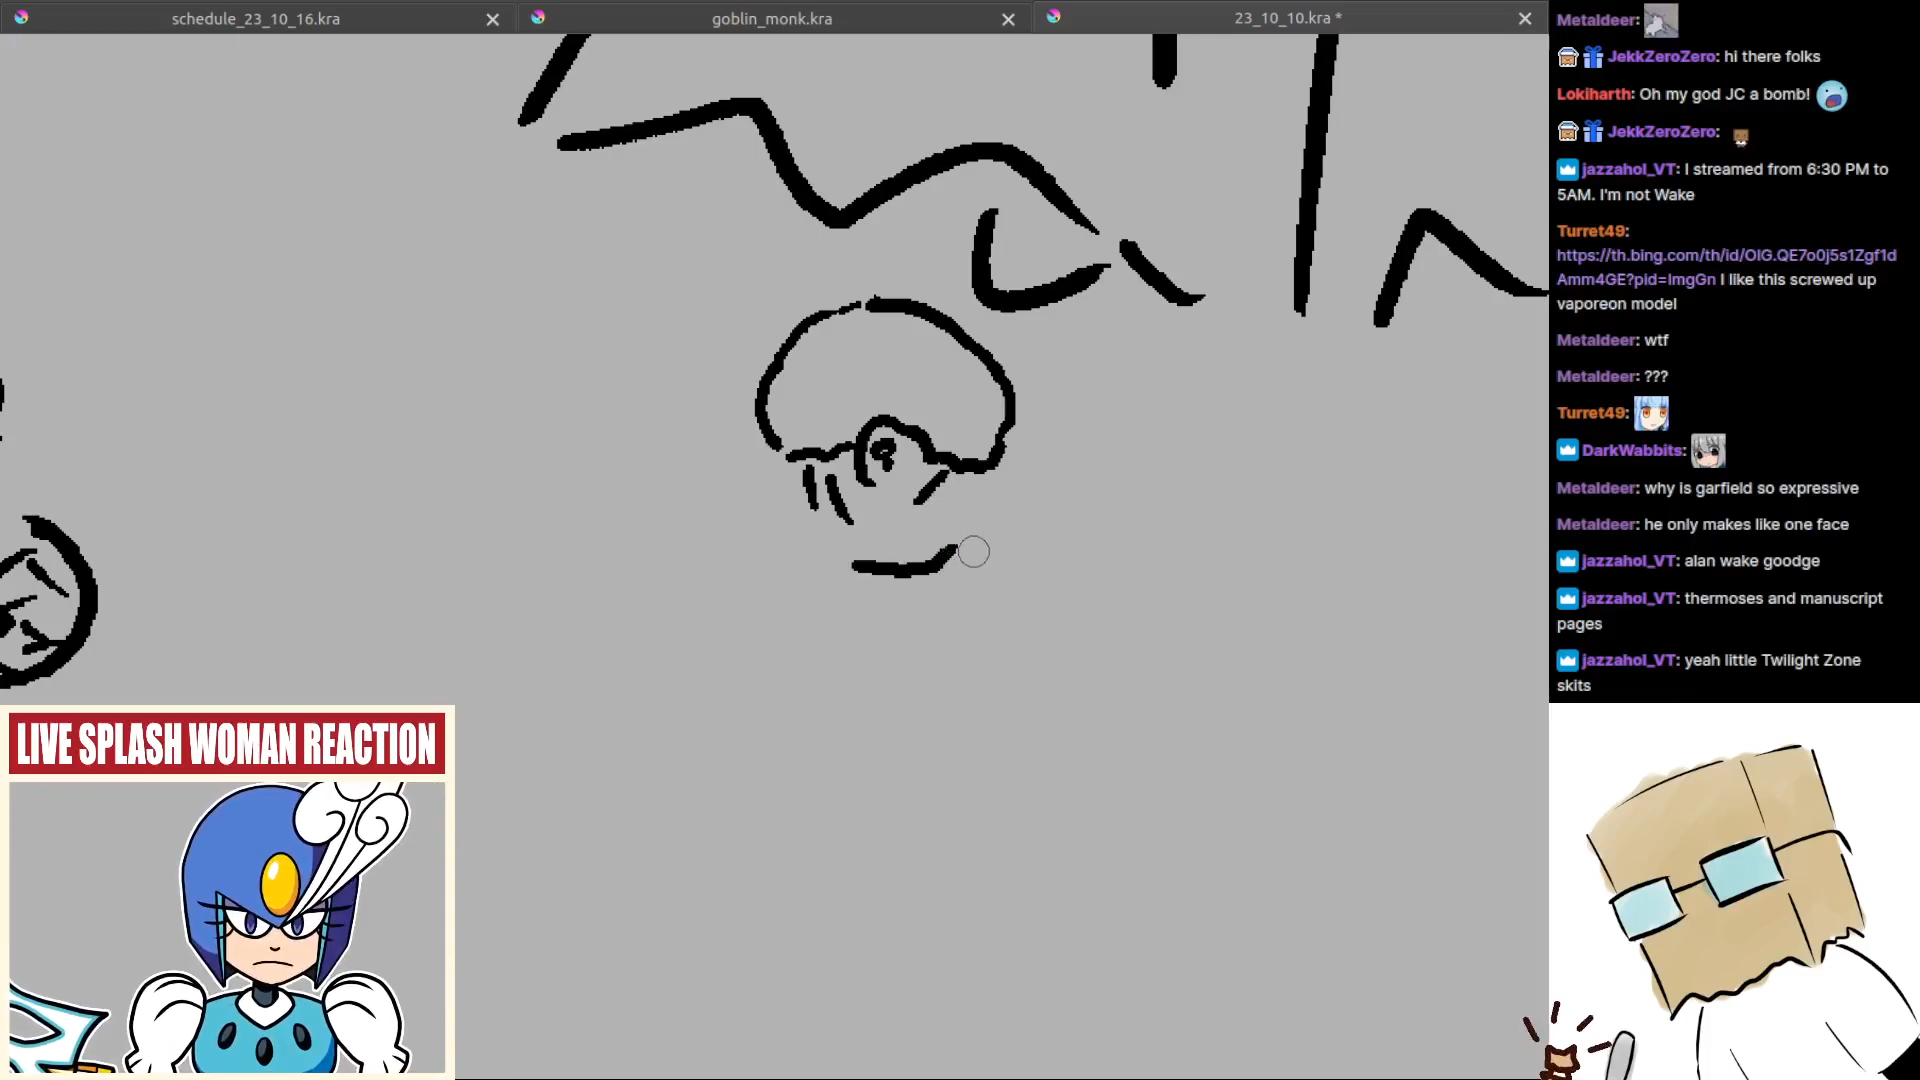 schedule_23_10_16.kra
goblin_monk.kra
23_10_10.kra *
Metaldeer:
JekkZeroZero: hi there folks
Lokiharth: Oh my god JC a bomb!
JekkZeroZero:
jazzahol_VT: I streamed from 6:30 PM to
5AM. I'm not Wake
Turret49:
https://th.bing.com/th/id/OIG.QE7o0j5s1Zgf1d
Amm4GE?pid=ImgGn I like this screwed up
vaporeon model
Metaldeer: wtf
Metaldeer: ???
Turret49:
DarkWabbits:
Metaldeer: why is garfield so expressive
Metaldeer: he only makes like one face
jazzahol_VT: alan wake goodge
jazzahol_VT: thermoses and manuscript
pages
jazzahol_VT: yeah little Twilight Zone
skits
LIVE SPLASH WOMAN REACTION